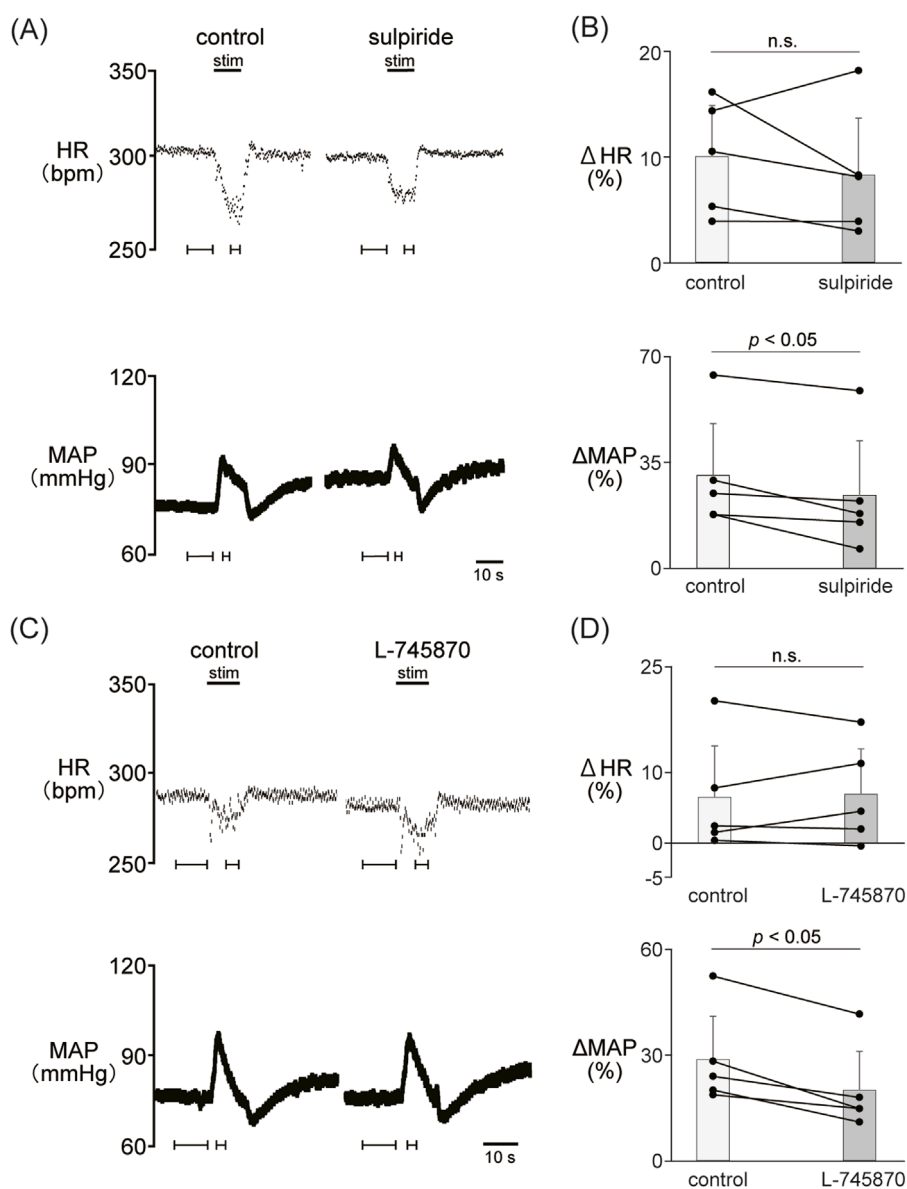 (A)
control
sulpiride
stim
stim
350
HR
300
(bpm)
250
120
MAP
90
(mmHg)
60
10 s
(B)
n.s.
20
Δ HR
10
(%)
0
control
sulpiride
p < 0.05
70
ΔMAP
35
(%)
0
control
sulpiride
(C)
control
L-745870
stim
stim
350
HR
300
(bpm)
250
120
MAP
90
(mmHg)
60
10 s
(D)
n.s.
25
Δ HR
10
(%)
0
-5
control
L-745870
p < 0.05
60
ΔMAP
30
(%)
0
control
L-745870